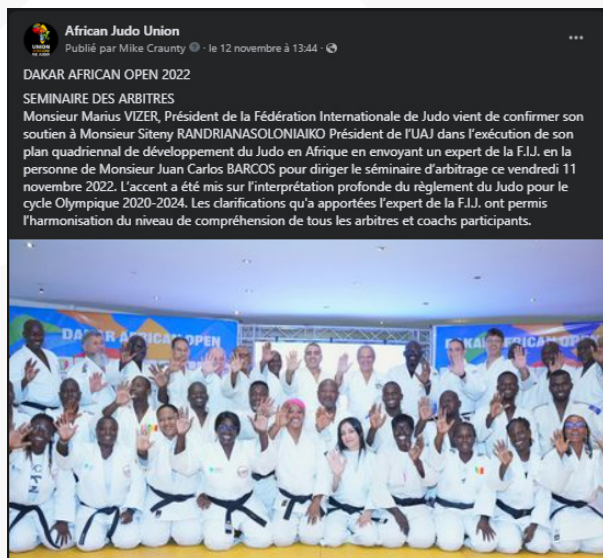 African Judo Union
Publié par Mike Craunty · le 12 novembre à 13:44 ·
UNION
DAKAR AFRICAN OPEN 2022
SEMINAIRE DES ARBITRES
Monsieur Marius VIZER, Président de la Fédération Internationale de Judo vient de confirmer son
soutien à Monsieur Siteny RANDRIANASOLONIAIKO Président de l'UAJ dans l'exécution de son
plan quadriennal de développement du Judo en Afrique en envoyant un expert de la F.I.J. en la
personne de Monsieur Juan Carlos BARCOS pour diriger le séminaire d'arbitrage ce vendredi 11
novembre 2022. L'accent a été mis sur l'interprétation profonde du règlement du Judo pour le
cycle Olympique 2020-2024. Les clarifications qu'a apportées l'expert de la F.I.J. ont permis
l'harmonisation du niveau de compréhension de tous les arbitres et coachs participants.
DAKAR AFRICAN OPEN
DAKAR AFRICAN OPEN